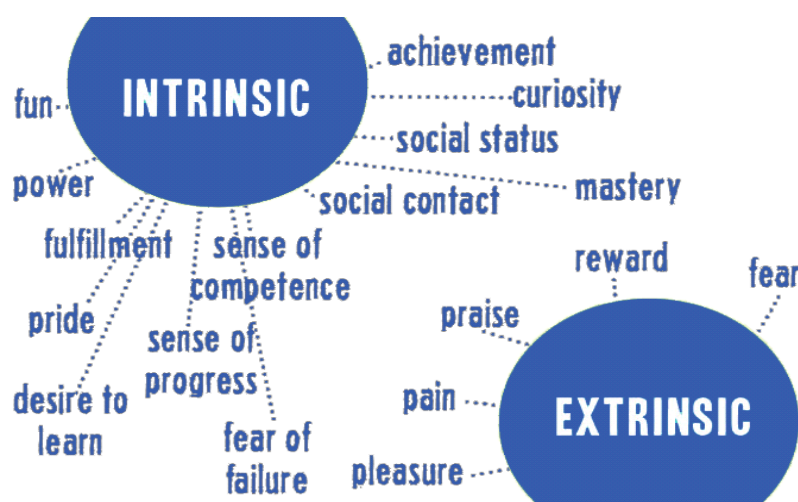 achievement
INTRINSIC
fun
curiosity
social status
power
mastery
social contact
fulfillment
sense of
competence
pride
sense of
progress
desire to
learn
fear of
failure
reward
fear
praise
pain
EXTRINSIC
pleasure